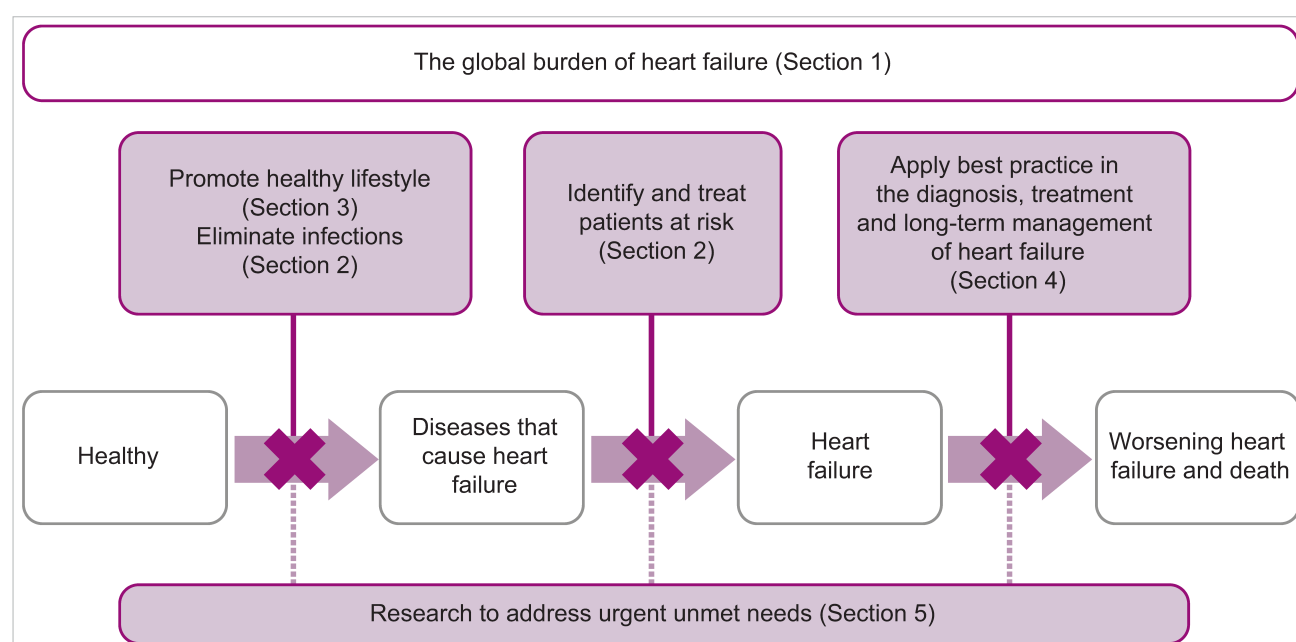 The global burden of heart failure (Section 1)
Promote healthy lifestyle
(Section 3)
Eliminate infections
(Section 2)
Identify and treat
patients at risk
(Section 2)
Apply best practice in
the diagnosis, treatment
and long-term management
of heart failure
(Section 4)
Healthy
Diseases that
cause heart
failure
Heart
failure
Worsening heart
failure and death
Research to address urgent unmet needs (Section 5)